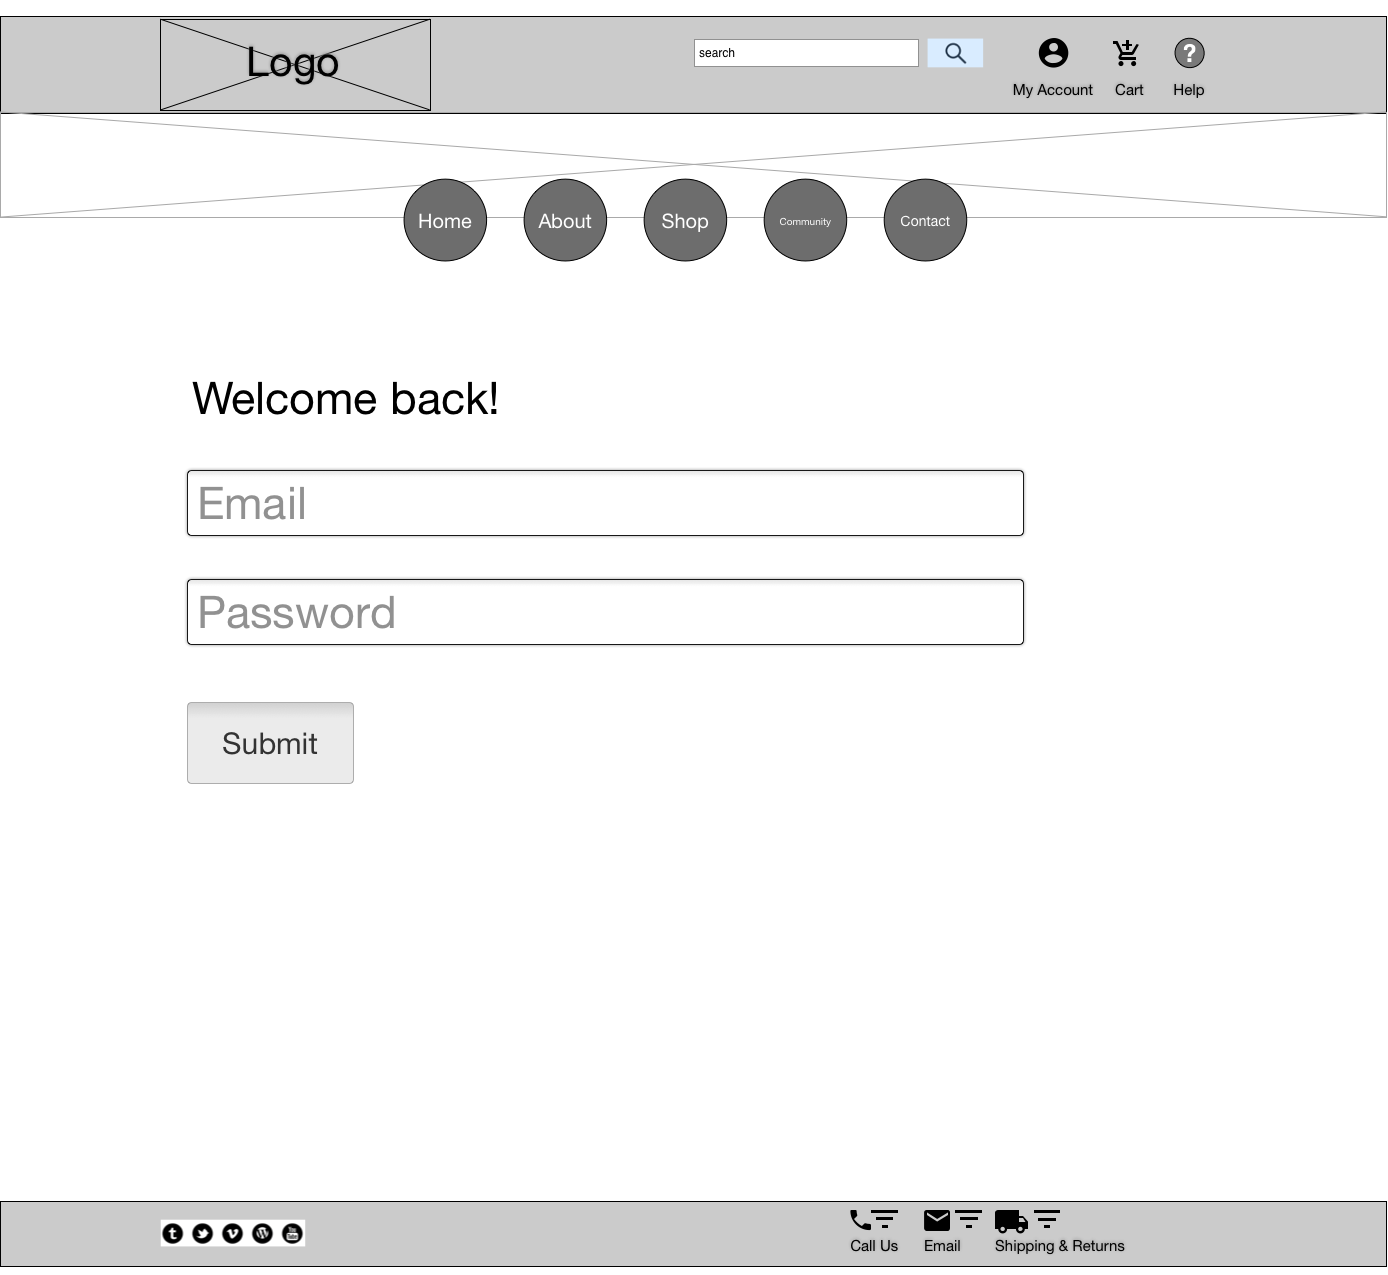 Logo
search
My Account
Cart
Help
Home
About
Shop
Community
Contact
Welcome back!
Email
Password
Submit
Call Us
Email
Shipping & Returns